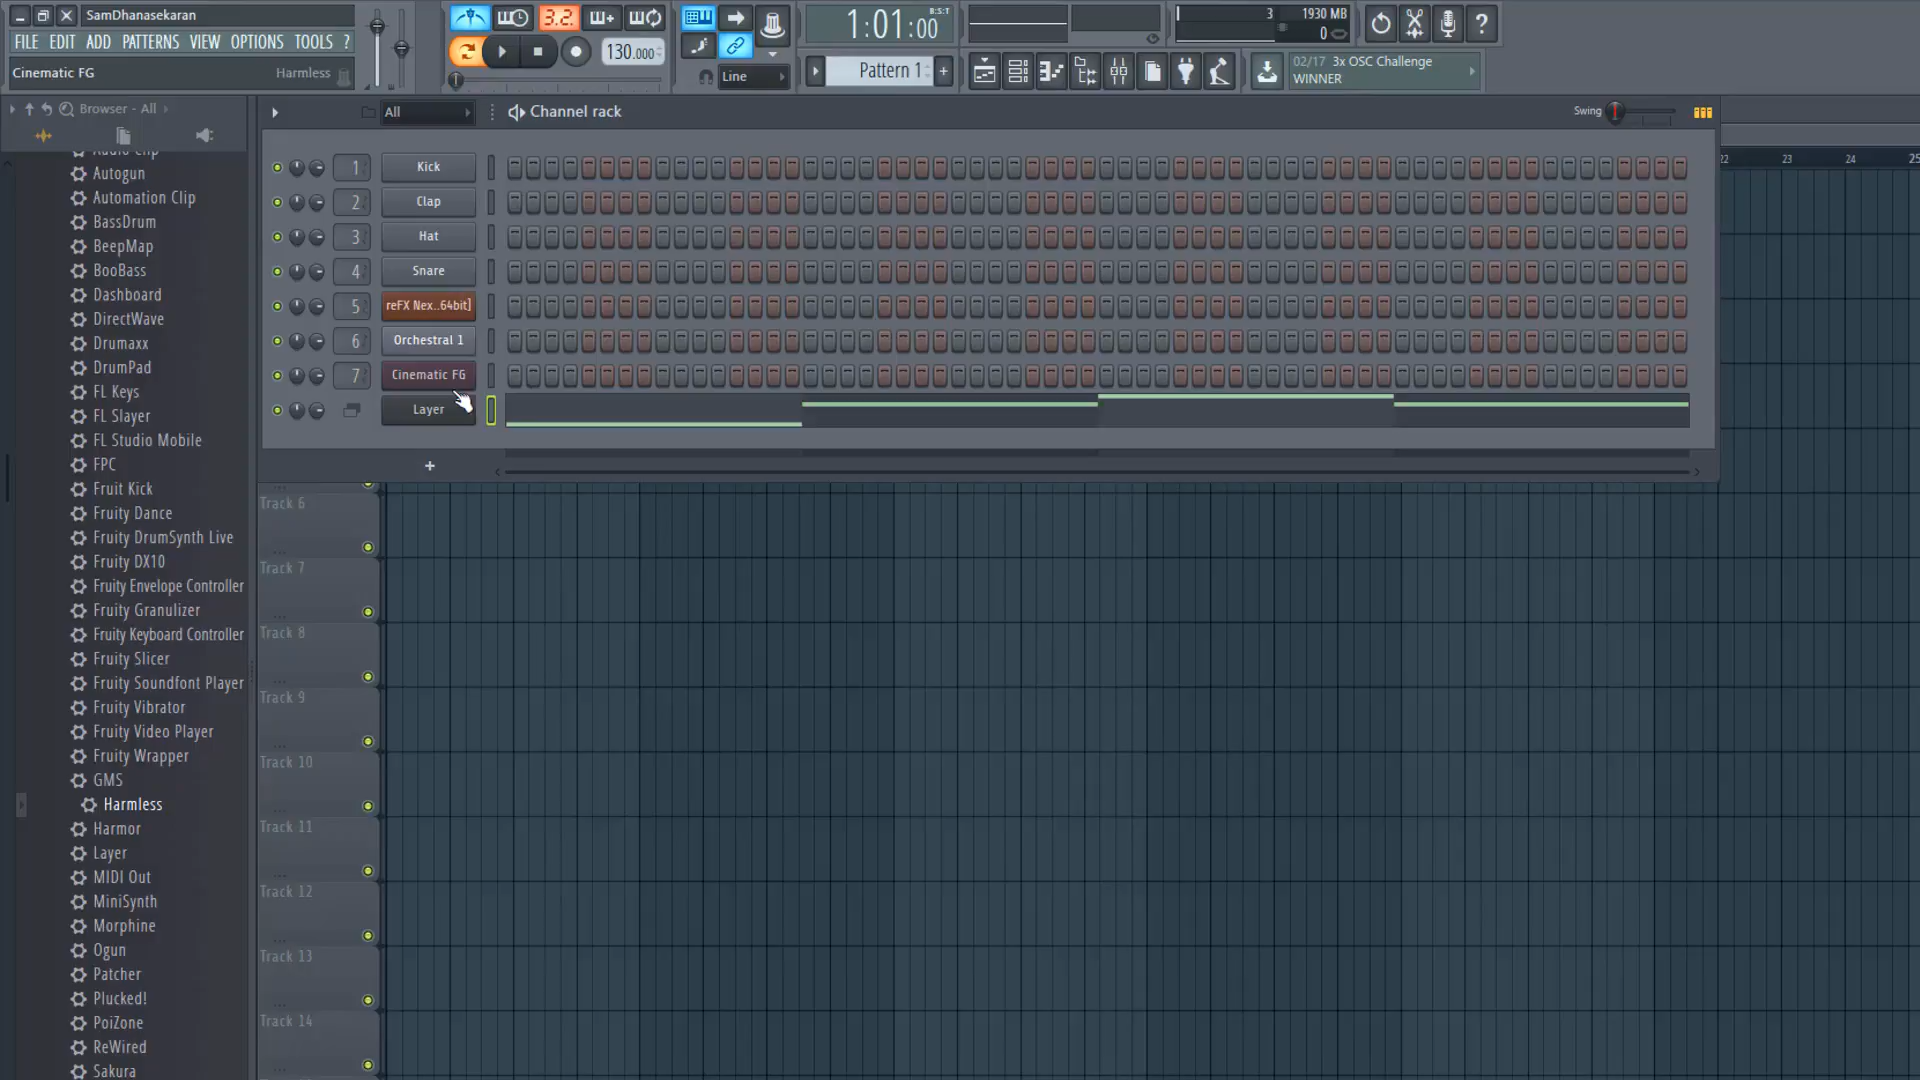 SamDhanasekaran
FILE EDIT ADD PATTERNS VIEW OPTIONS TOOLS ?
Cinematic FG Harmless
3.2.
130.000
Line
1:01:00
B:S:T
Pattern 1
3
1930 MB
0
02/17 3x OSC Challenge
WINNER
Browser - All
Audio Clip
Autogun
Automation Clip
BassDrum
BeepMap
BooBass
Dashboard
DirectWave
Drumaxx
DrumPad
FL Keys
FL Slayer
FL Studio Mobile
FPC
Fruit Kick
Fruity Dance
Fruity DrumSynth Live
Fruity DX10
Fruity Envelope Controller
Fruity Granulizer
Fruity Keyboard Controller
Fruity Slicer
Fruity Soundfont Player
Fruity Vibrator
Fruity Video Player
Fruity Wrapper
GMS
Harmless
Harmor
Layer
MIDI Out
MiniSynth
Morphine
Ogun
Patcher
Plucked!
PoiZone
ReWired
Sakura
All
Channel rack
Swing
1 Kick
2 Clap
3 Hat
4 Snare
5 reFX Nex..64bit]
6 Orchestral 1
7 Cinematic FG
Layer
+
22 23 24 25
Track 6
Track 7
Track 8
Track 9
Track 10
Track 11
Track 12
Track 13
Track 14